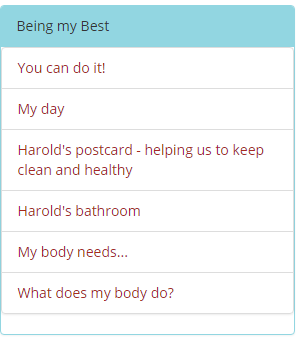 Being my Best
You can do it!
My day
Harold's postcard - helping us to keep
clean and healthy
Harold's bathroom
My body needs...
What does my body do?